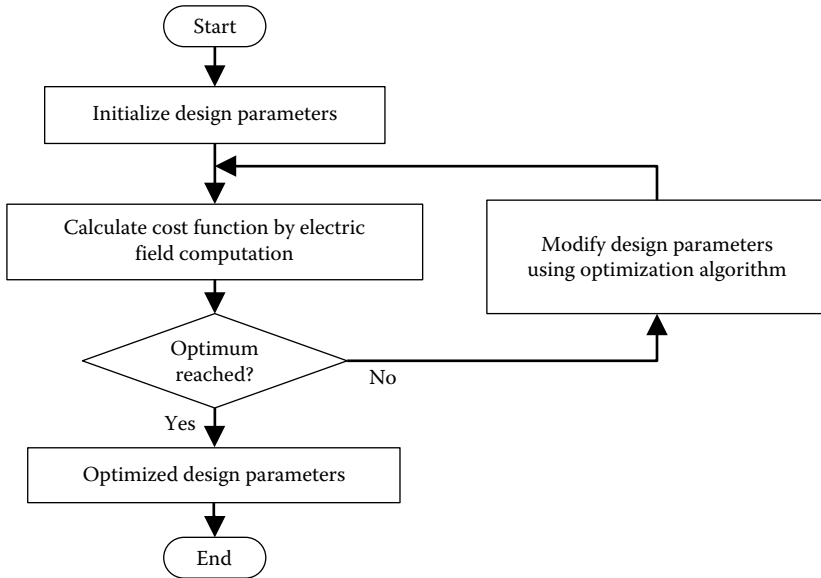 Start
Initialize design parameters
Calculate cost function by electric
field computation
Modify design parameters
using optimization algorithm
Optimum
reached?
No
Yes
Optimized design parameters
End